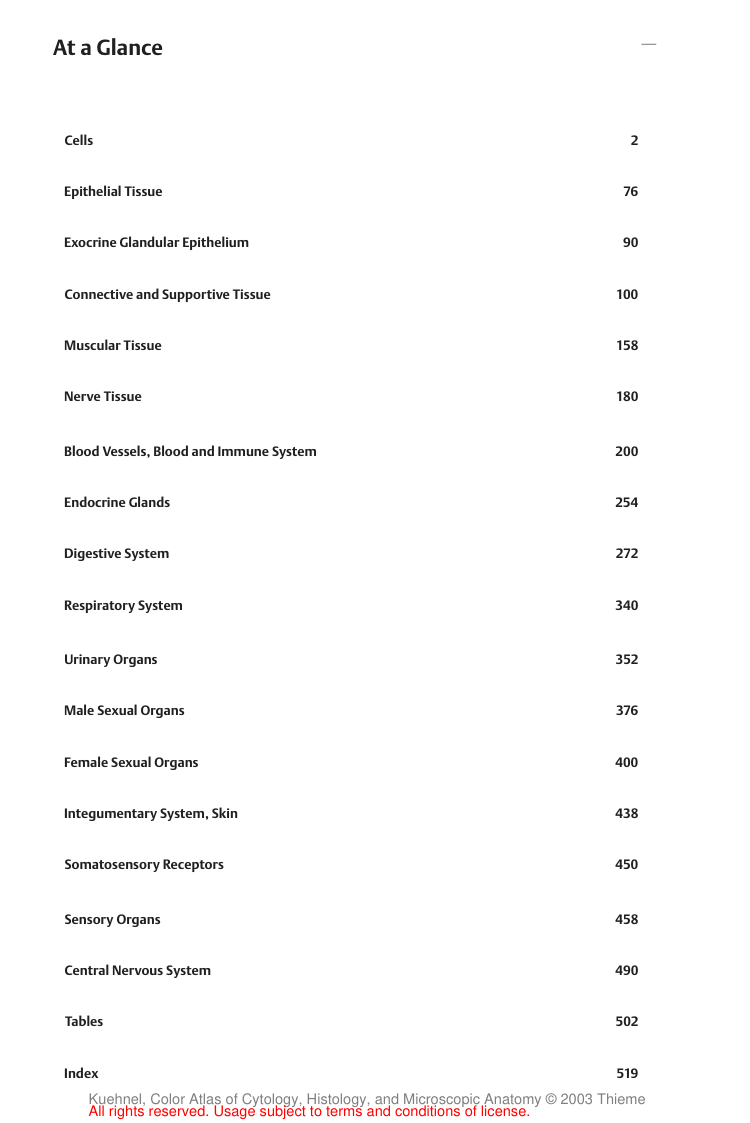 At a Glance
Cells 2
Epithelial Tissue 76
Exocrine Glandular Epithelium 90
Connective and Supportive Tissue 100
Muscular Tissue 158
Nerve Tissue 180
Blood Vessels, Blood and Immune System 200
Endocrine Glands 254
Digestive System 272
Respiratory System 340
Urinary Organs 352
Male Sexual Organs 376
Female Sexual Organs 400
Integumentary System, Skin 438
Somatosensory Receptors 450
Sensory Organs 458
Central Nervous System 490
Tables 502
Index 519
Kuehnel, Color Atlas of Cytology, Histology, and Microscopic Anatomy © 2003 Thieme
All rights reserved. Usage subject to terms and conditions of license.